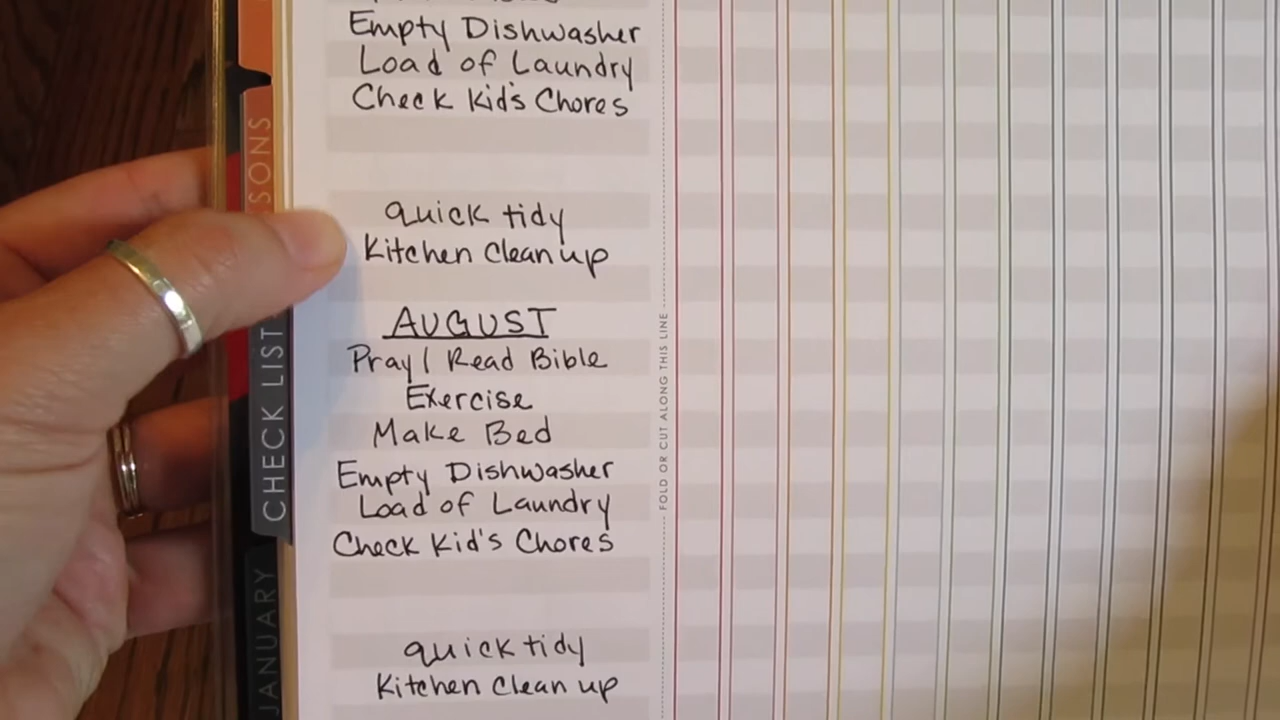 Empty Dishwasher
Load of Laundry
Check Kid's Chores
quick tidy
Kitchen Clean up
AUGUST
Pray / Read Bible
Exercise
Make Bed
Empty Dishwasher
Load of Laundry
Check Kid's Chores
quick tidy
Kitchen Clean up
FOLD OR CUT ALONG THIS LINE
SONS
CHECK LIST
JANUARY